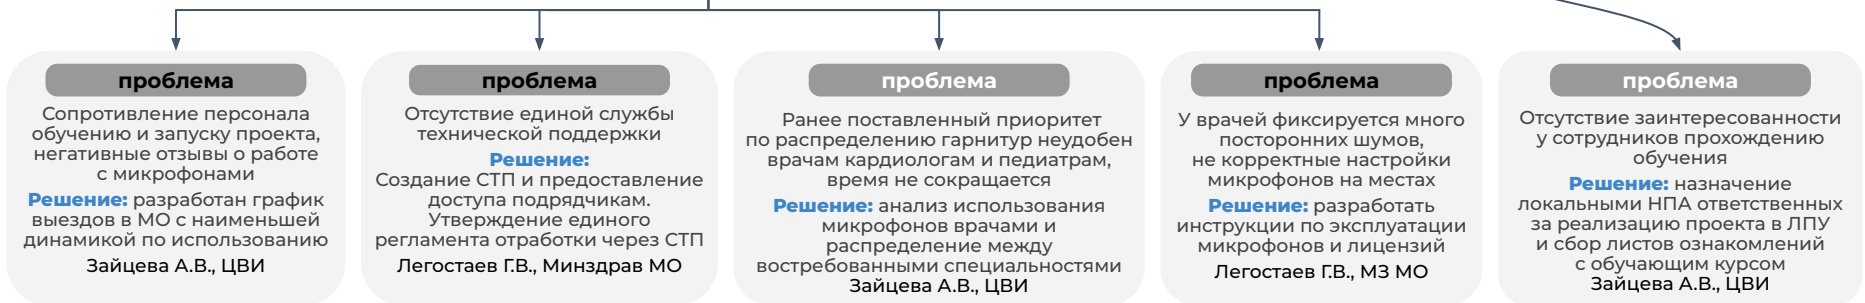 проблема
Сопротивление персонала
обучению и запуску проекта,
негативные отзывы о работе
с микрофонами
Решение: разработан график
выездов в МО с наименьшей
динамикой по использованию
Зайцева А.В., ЦВИ
проблема
Отсутствие единой службы
технической поддержки
Решение:
Создание СТП и предоставление
доступа подрядчикам.
Утверждение единого
регламента отработки через СТП
Легостаев Г.В., Минздрав МО
проблема
Ранее поставленный приоритет
по распределению гарнитур неудобен
врачам кардиологам и педиатрам,
время не сокращается
Решение: анализ использования
микрофонов врачами и
распределение между
востребованными специальностями
Зайцева А.В., ЦВИ
проблема
У врачей фиксируется много
посторонних шумов,
не корректные настройки
микрофонов на местах
Решение: разработать
инструкции по эксплуатации
микрофонов и лицензий
Легостаев Г.В., МЗ МО
проблема
Отсутствие заинтересованности
у сотрудников прохождению
обучения
Решение: назначение
локальными НПА ответственных
за реализацию проекта в ЛПУ
и сбор листов ознакомлений
с обучающим курсом
Зайцева А.В., ЦВИ